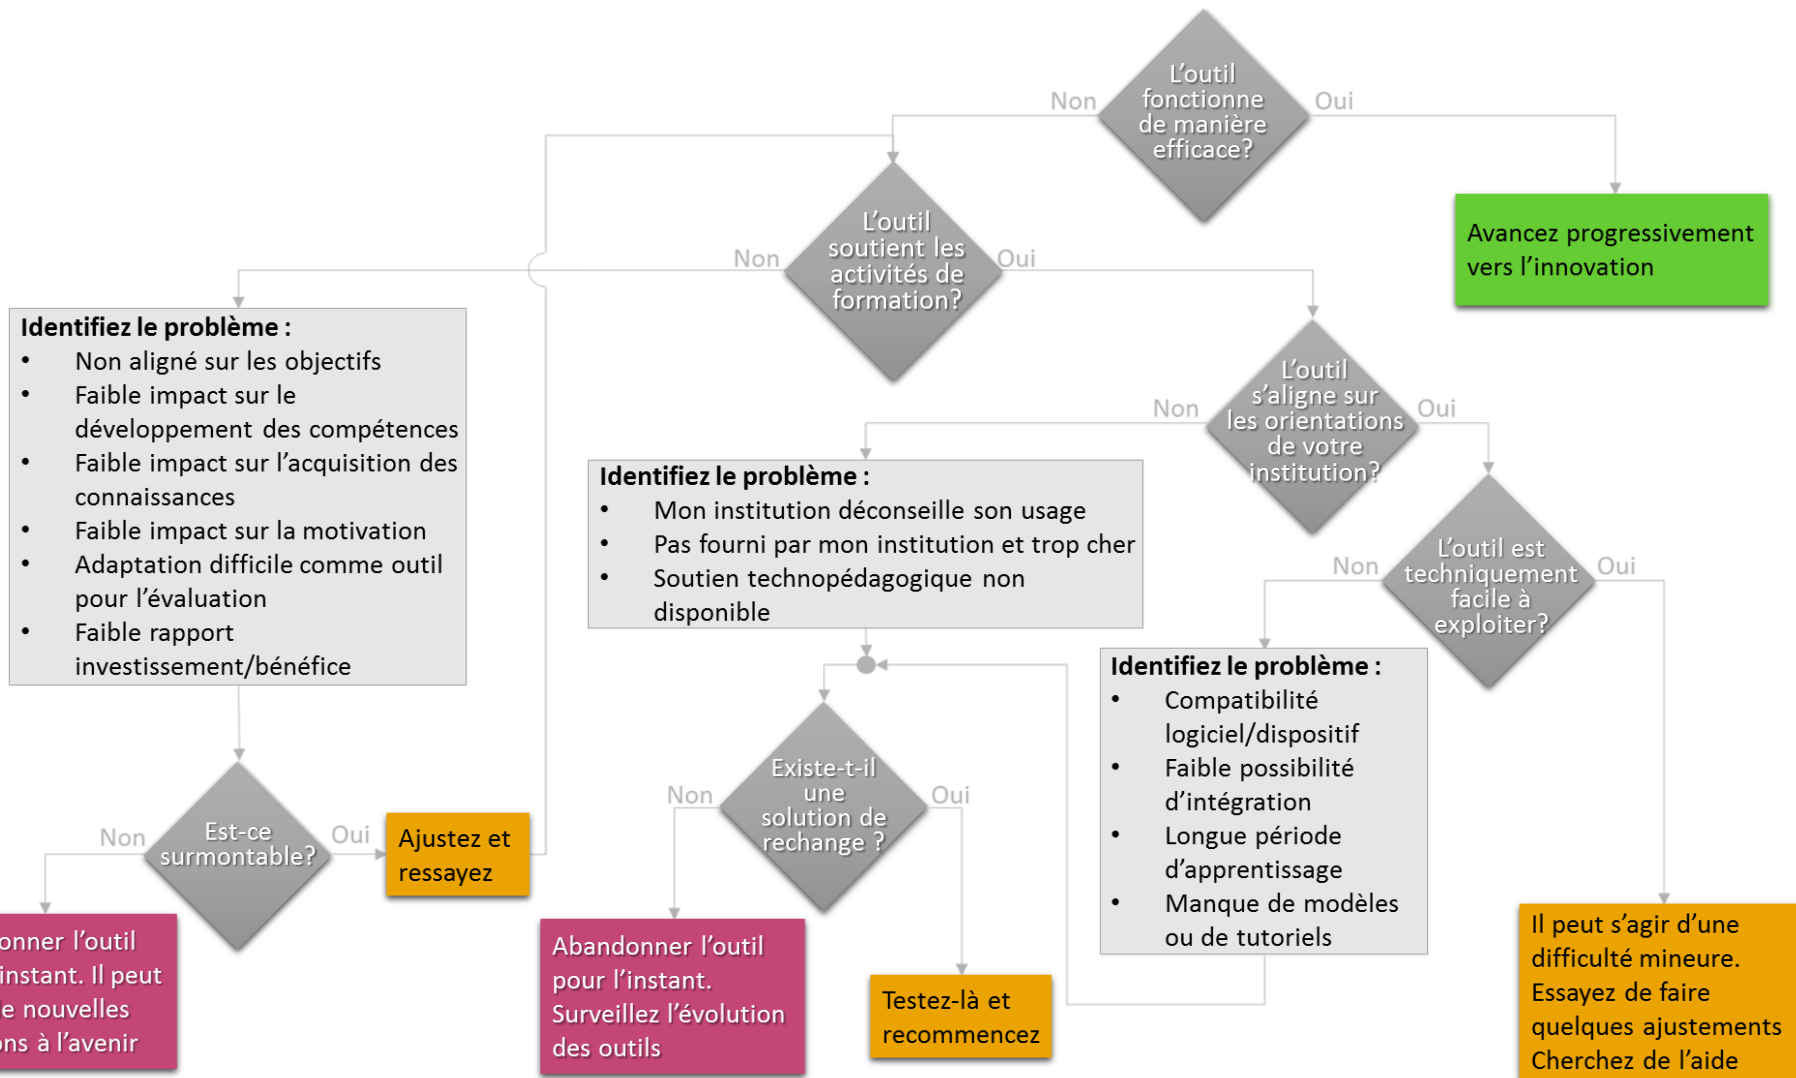 L'outil
fonctionne
de manière
efficace?
Non
Oui
Avancez progressivement
vers l'innovation
L'outil
soutient les
activités de
formation?
Non
Oui
Identifiez le problème :
• Non aligné sur les objectifs
• Faible impact sur le
développement des compétences
• Faible impact sur l'acquisition des
connaissances
• Faible impact sur la motivation
• Adaptation difficile comme outil
pour l'évaluation
• Faible rapport
investissement/bénéfice
L'outil
s'aligne sur
les orientations
de votre
institution?
Non
Oui
Identifiez le problème :
• Mon institution déconseille son usage
• Pas fourni par mon institution et trop cher
• Soutien technopédagogique non
disponible
L'outil est
techniquement
facile à
exploiter?
Non
Oui
Identifiez le problème :
• Compatibilité
logiciel/dispositif
• Faible possibilité
d'intégration
• Longue période
d'apprentissage
• Manque de modèles
ou de tutoriels
Est-ce
surmontable?
Non
Oui
Ajustez et
ressayez
Existe-t-il
une
solution de
rechange ?
Non
Oui
onner l'outil
instant. Il peut
e nouvelles
ons à l'avenir
Abandonner l'outil
pour l'instant.
Surveillez l'évolution
des outils
Testez-là et
recommencez
Il peut s'agir d'une
difficulté mineure.
Essayez de faire
quelques ajustements
Cherchez de l'aide